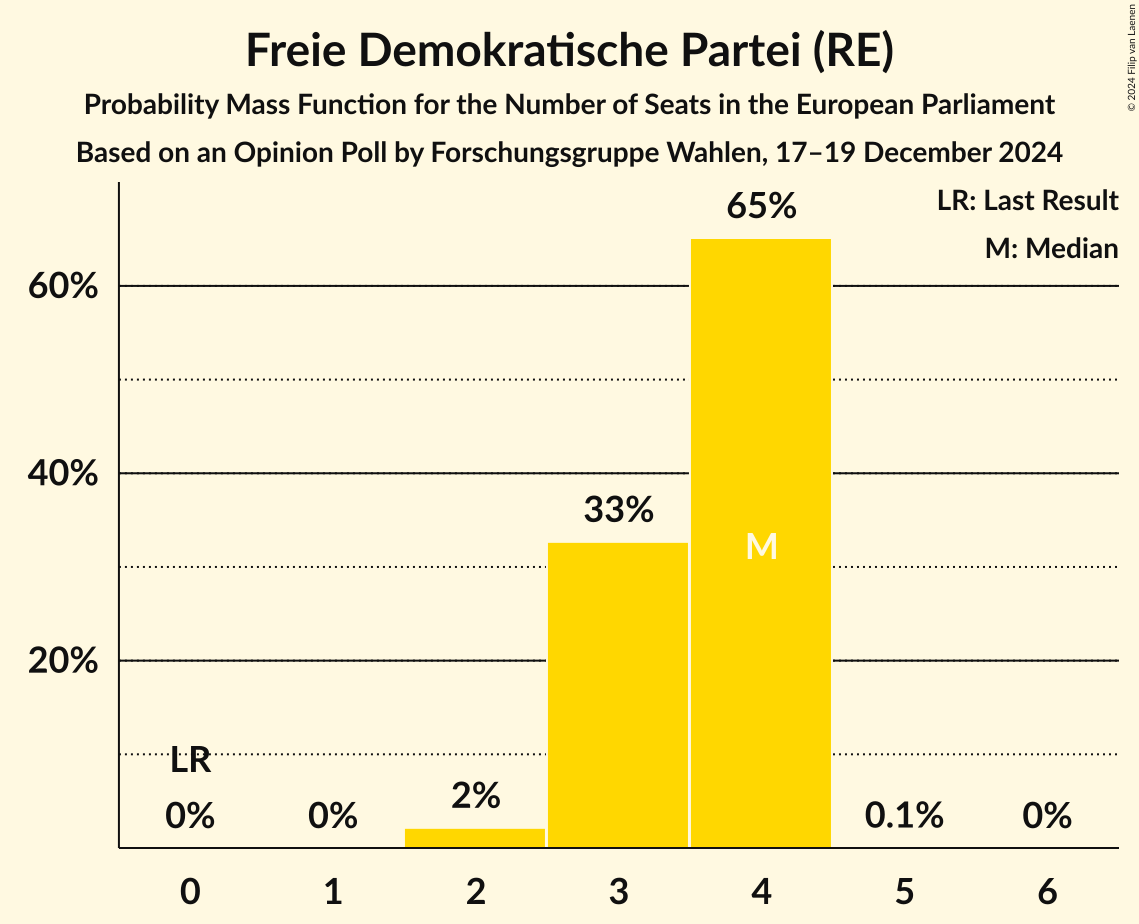 Freie Demokratische Partei (RE)
Probability Mass Function for the Number of Seats in the European Parliament
Based on an Opinion Poll by Forschungsgruppe Wahlen, 17–19 December 2024
© 2024 Filip van Laenen
LR: Last Result
M: Median
65%
60%
40%
33%
M
20%
LR
0%
0%
2%
0.1%
0%
0 1 2 3 4 5 6